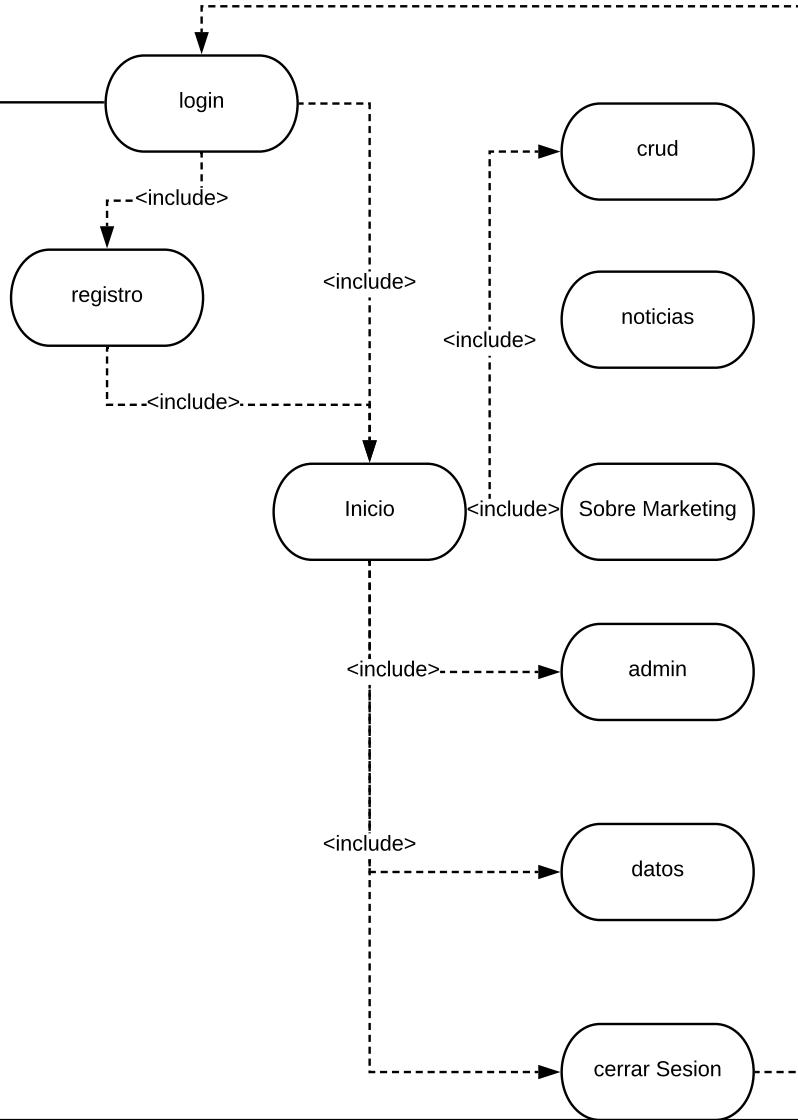 login
crud
<include>
registro
<include>
noticias
<include>
<include>
Inicio
<include>
Sobre Marketing
<include>
admin
<include>
datos
cerrar Sesion